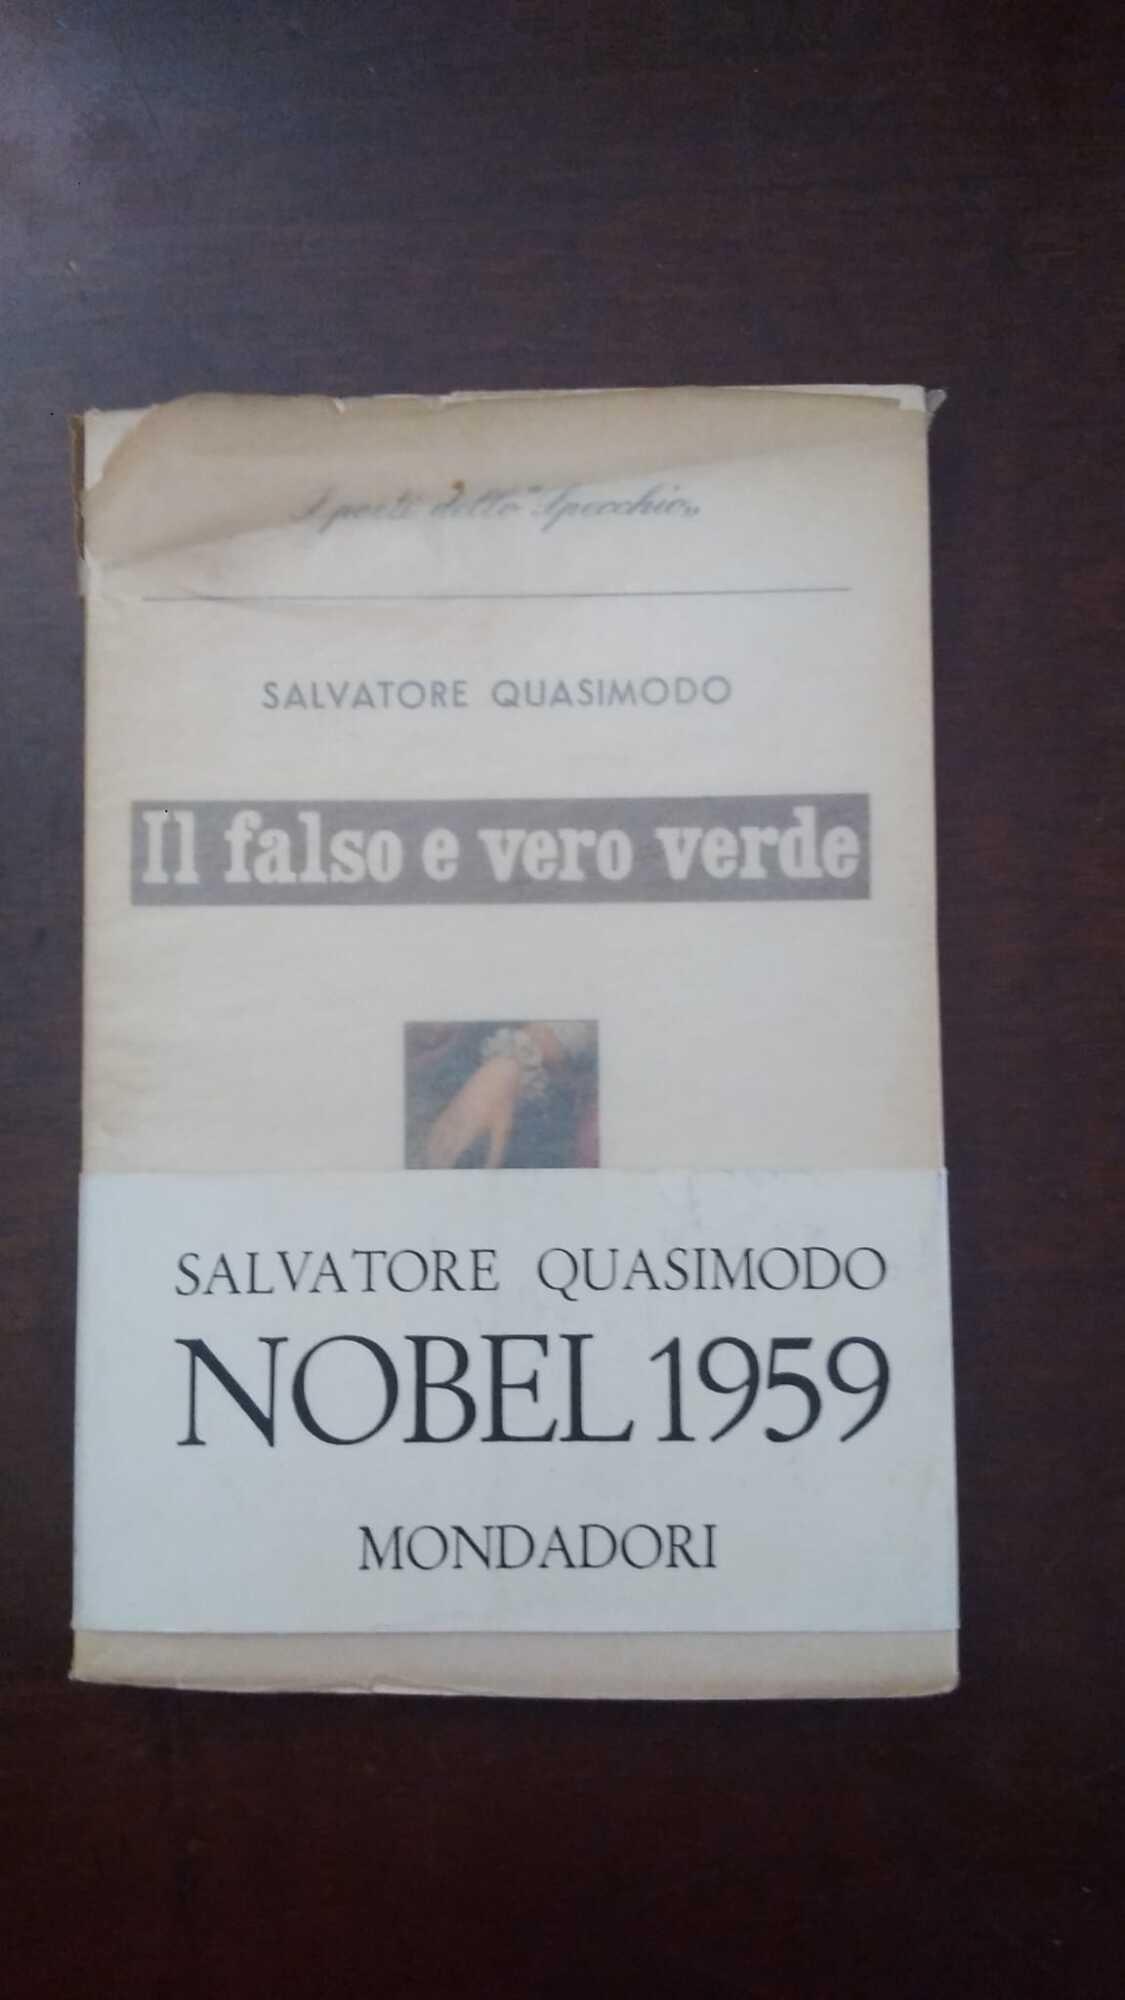 I poeti dello "Specchio„
SALVATORE QUASIMODO
Il falso e vero verde
SALVATORE QUASIMODO
NOBEL 1959
MONDADORI